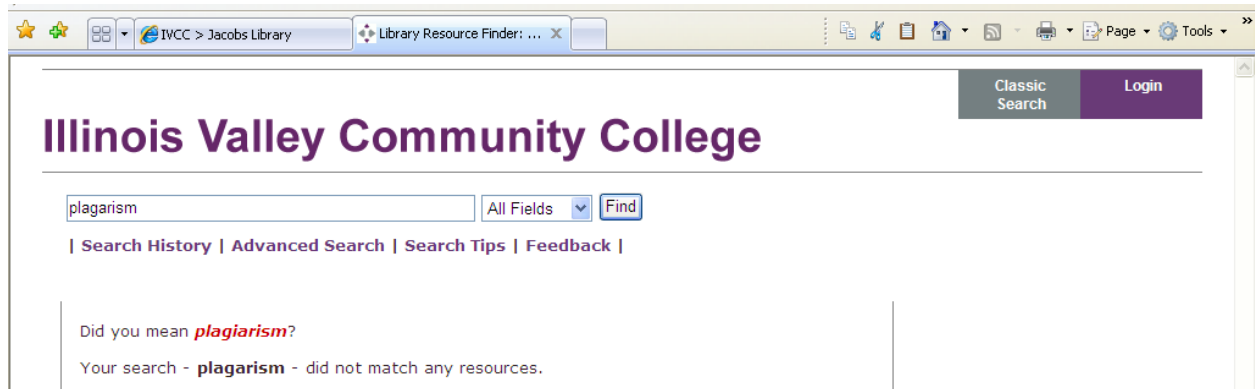 IVCC > Jacobs Library
Library Resource Finder: ... X
Page
Tools
»
Classic Search
Login
Illinois Valley Community College
plagarism
All Fields
Find
| Search History | Advanced Search | Search Tips | Feedback |
Did you mean plagiarism?
Your search - plagarism - did not match any resources.